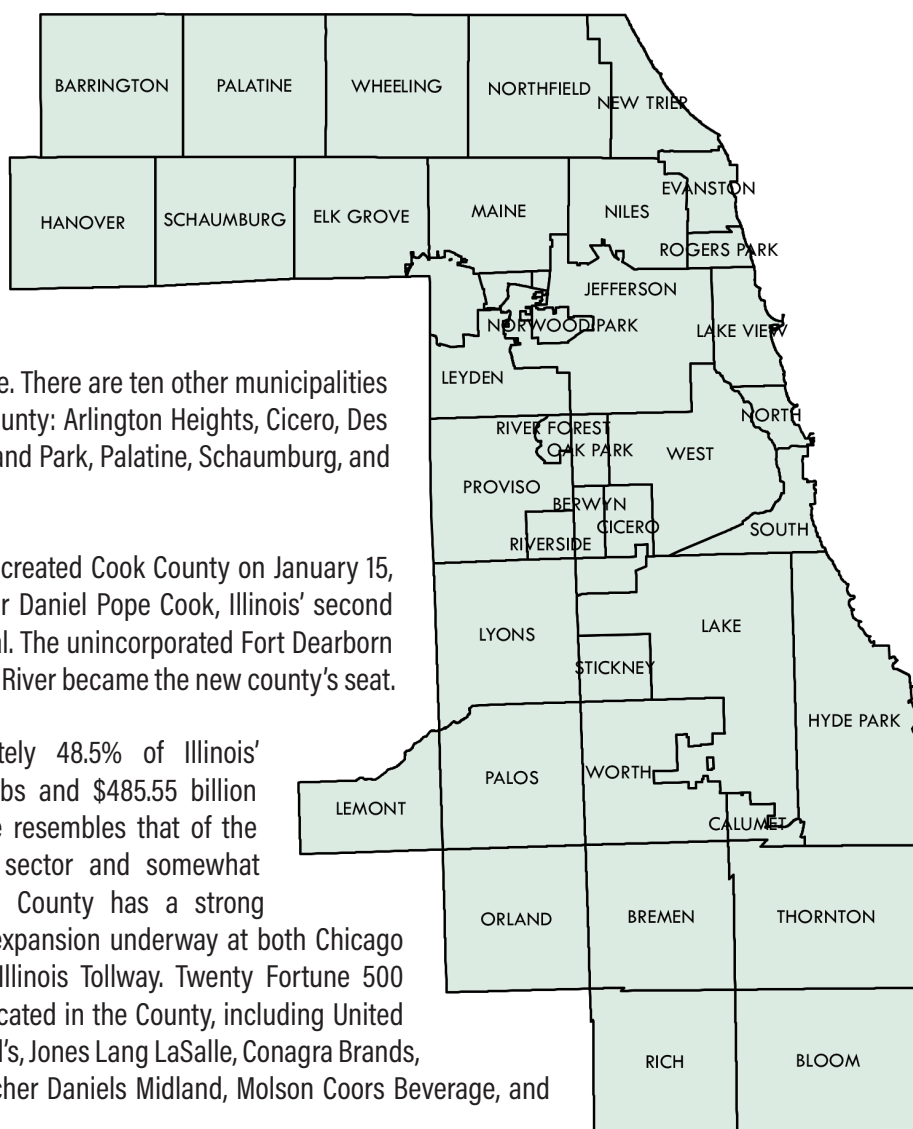 BARRINGTON
PALATINE
WHEELING
NORTHFIELD
NEW TRIER
HANOVER
SCHAUMBURG
ELK GROVE
MAINE
NILES
EVANSTON
ROGERS PARK
JEFFERSON
NORWOOD PARK
LAKE VIEW
LEYDEN
NORTH
RIVER FOREST
OAK PARK
WEST
PROVISO
BERWYN
CICERO
RIVERSIDE
SOUTH
LYONS
LAKE
STICKNEY
HYDE PARK
PALOS
WORTH
LEMONT
CALUMET
ORLAND
BREMEN
THORNTON
RICH
BLOOM
e. There are ten other municipalities
unty: Arlington Heights, Cicero, Des
and Park, Palatine, Schaumburg, and
created Cook County on January 15,
r Daniel Pope Cook, Illinois’ second
l. The unincorporated Fort Dearborn
River became the new county’s seat.
tely 48.5% of Illinois’
bs and $485.55 billion
e resembles that of the
sector and somewhat
County has a strong
expansion underway at both Chicago
Illinois Tollway. Twenty Fortune 500
cated in the County, including United
d’s, Jones Lang LaSalle, Conagra Brands,
cher Daniels Midland, Molson Coors Beverage, and